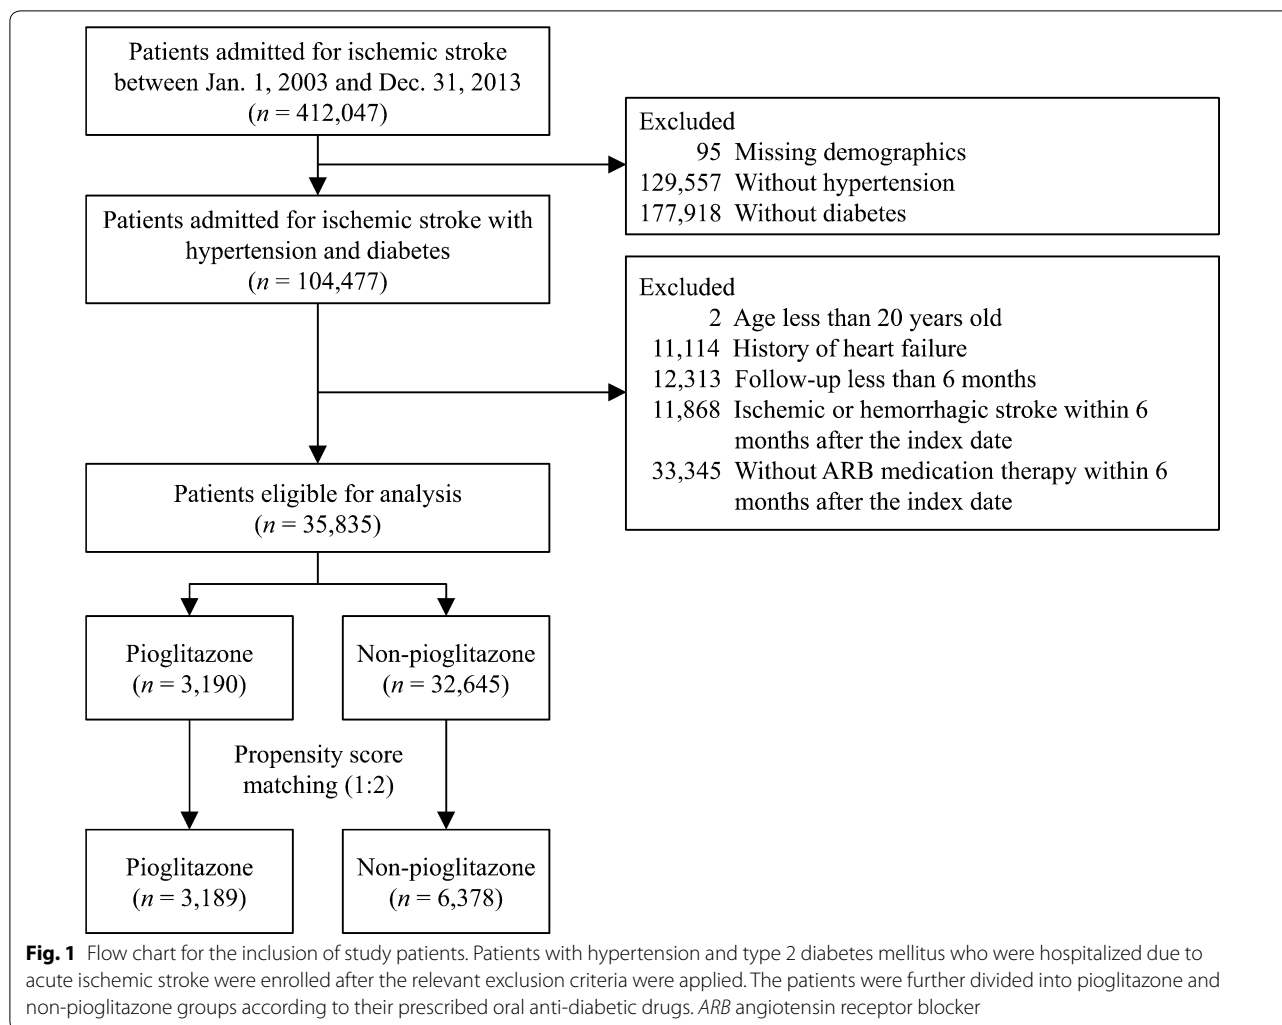 Patients admitted for ischemic stroke
between Jan. 1, 2003 and Dec. 31, 2013
(n = 412,047)
Excluded
95 Missing demographics
129,557 Without hypertension
177,918 Without diabetes
Patients admitted for ischemic stroke with
hypertension and diabetes
(n = 104,477)
Excluded
2 Age less than 20 years old
11,114 History of heart failure
12,313 Follow-up less than 6 months
11,868 Ischemic or hemorrhagic stroke within 6
months after the index date
33,345 Without ARB medication therapy within 6
months after the index date
Patients eligible for analysis
(n = 35,835)
Pioglitazone
(n = 3,190)
Non-pioglitazone
(n = 32,645)
Propensity score
matching (1:2)
Pioglitazone
(n = 3,189)
Non-pioglitazone
(n = 6,378)
Fig. 1 Flow chart for the inclusion of study patients. Patients with hypertension and type 2 diabetes mellitus who were hospitalized due to
acute ischemic stroke were enrolled after the relevant exclusion criteria were applied. The patients were further divided into pioglitazone and
non-pioglitazone groups according to their prescribed oral anti-diabetic drugs. ARB angiotensin receptor blocker